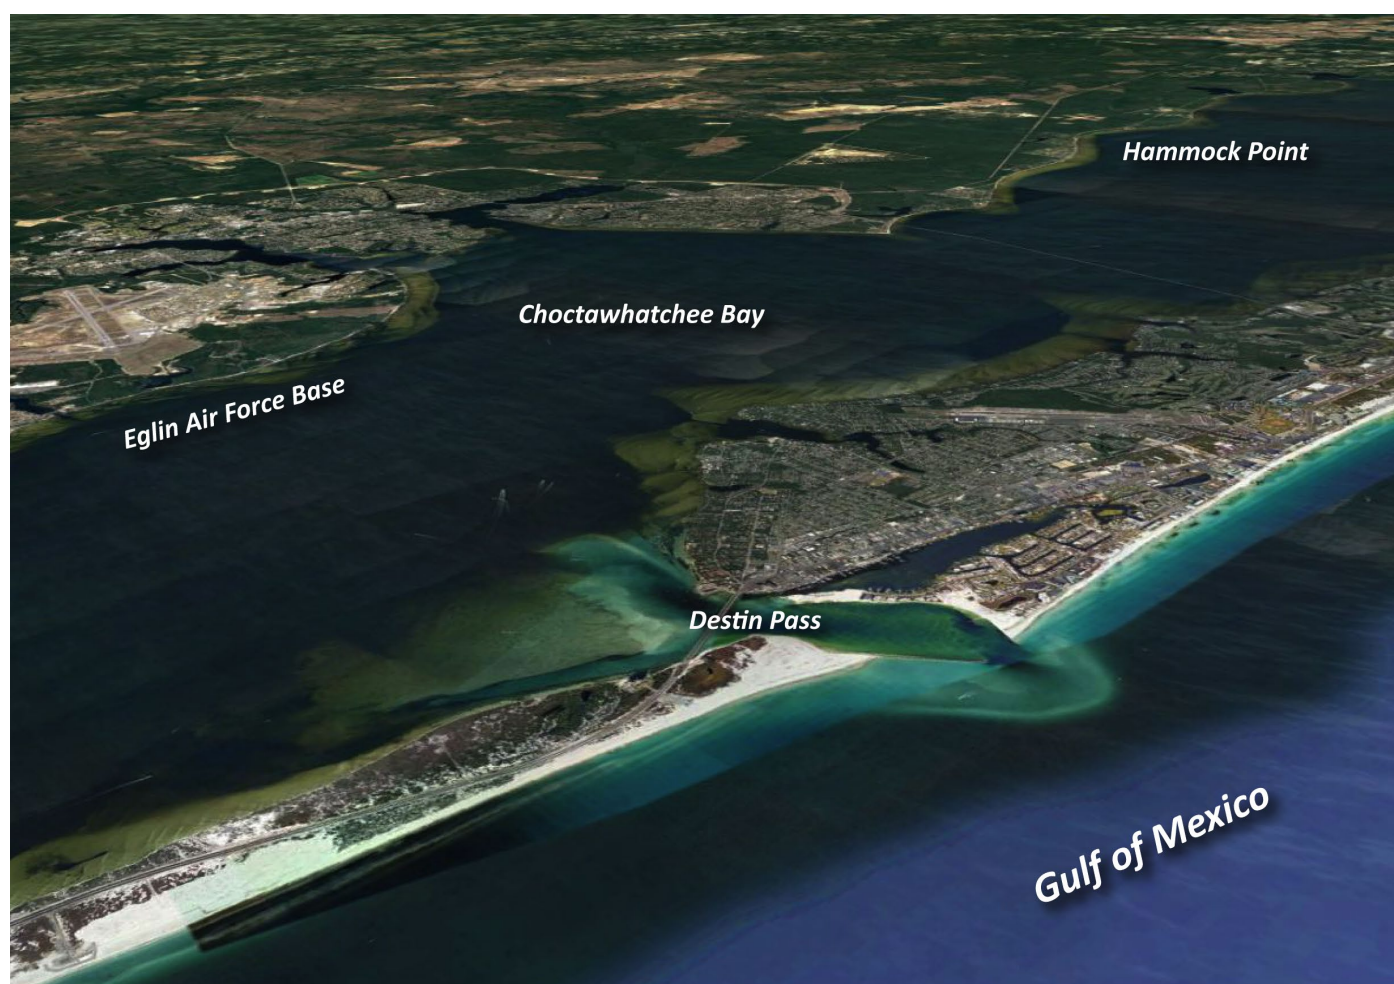 Hammock Point
Choctawhatchee Bay
Eglin Air Force Base
Destin Pass
Gulf of Mexico